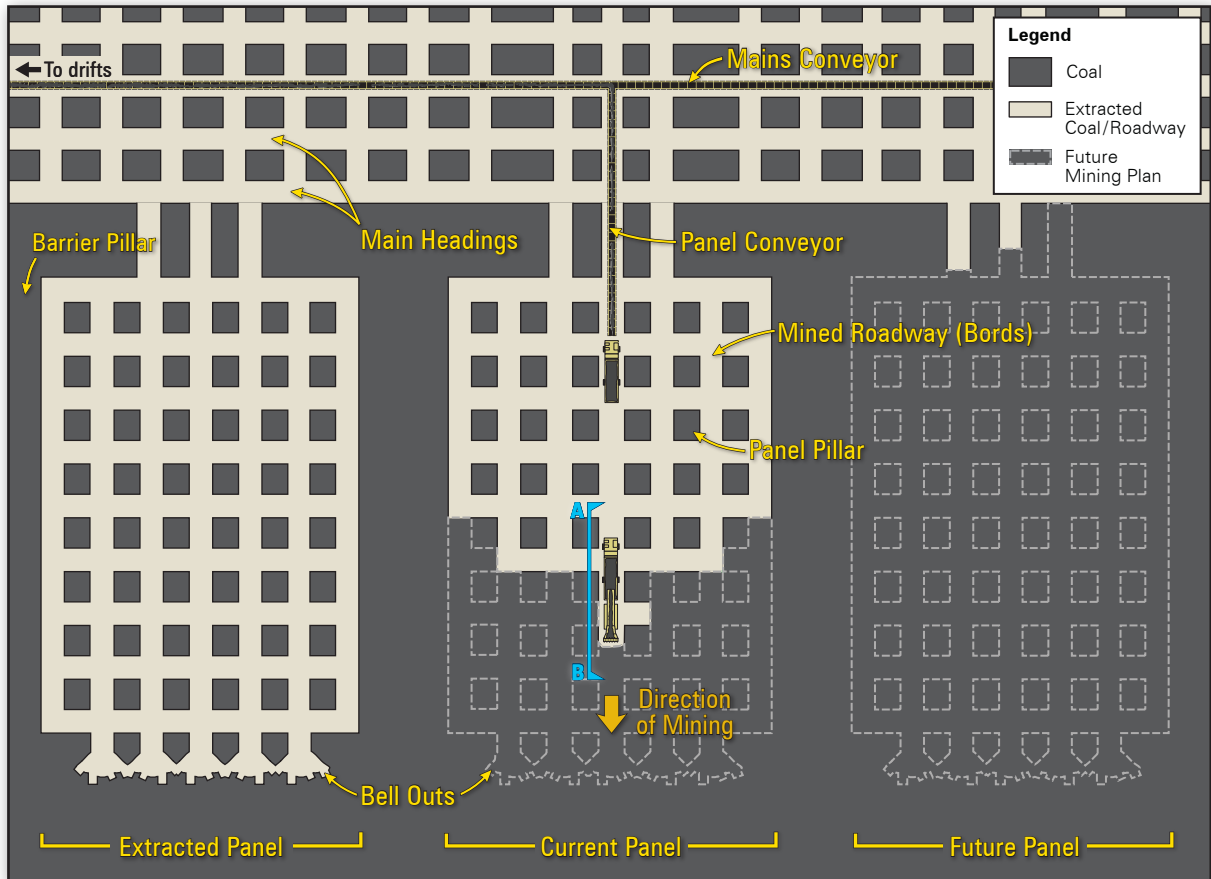 Legend
Coal
Extracted
Coal/Roadway
Future
Mining Plan
To drifts
Mains Conveyor
Main Headings
Barrier Pillar
Panel Conveyor
Mined Roadway (Bords)
Panel Pillar
A
B
Direction
of Mining
Bell Outs
Extracted Panel
Current Panel
Future Panel